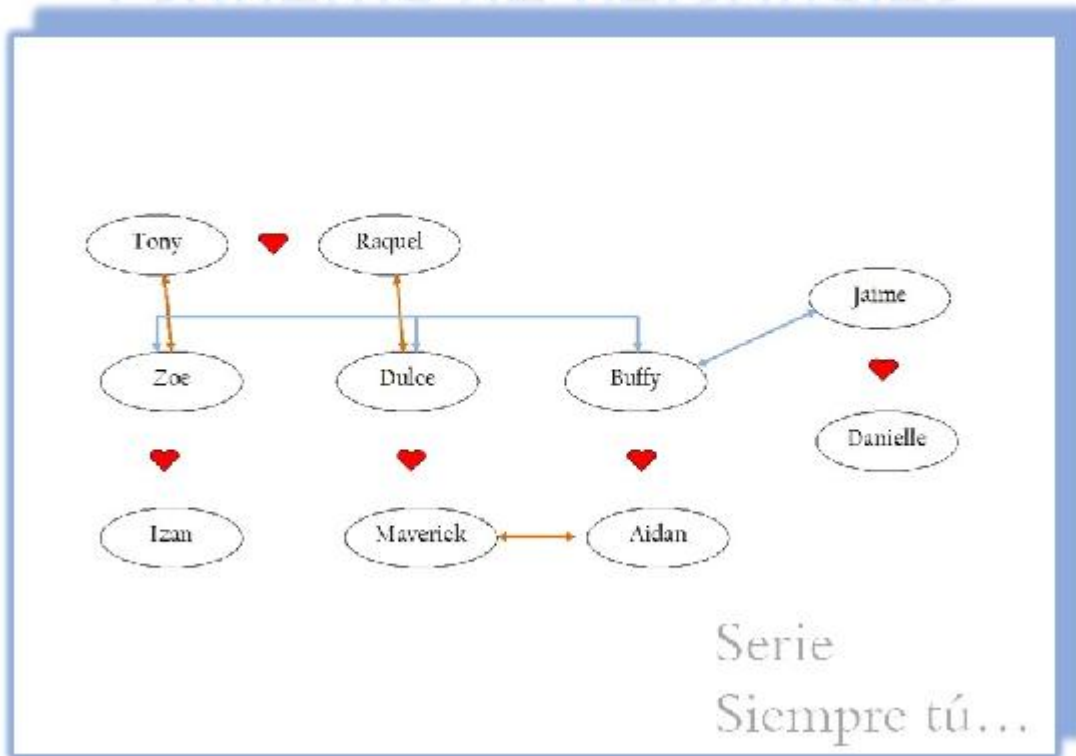 Tony
Raquel
Jaime
Zoe
Dulce
Buffy
Danielle
Izan
Maverick
Aidan
Serie
Siempre tú...